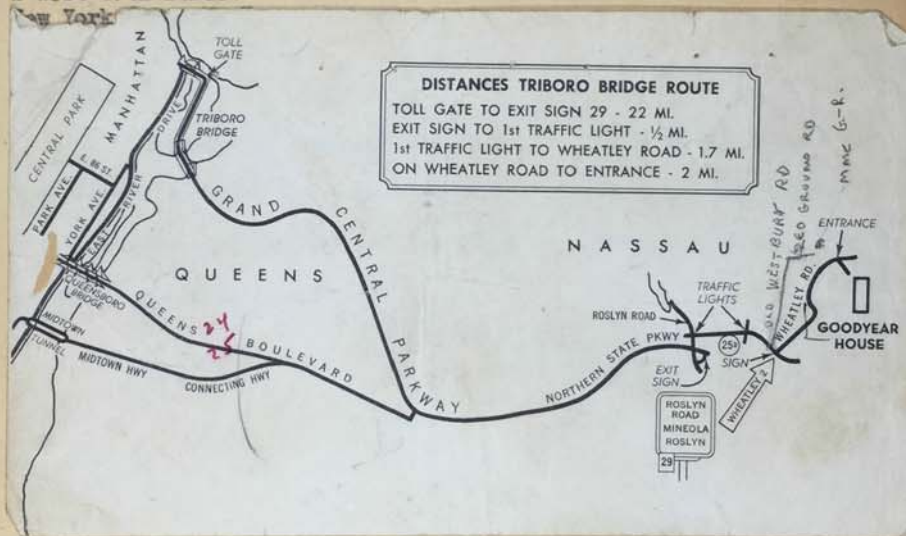 New York
TOLL
GATE
MANHATTAN
CENTRAL PARK
TRIBORO
BRIDGE
DRIVE
E. 86 ST.
PARK AVE.
YORK AVE.
EAST RIVER
QUEENSBORO
BRIDGE
MIDTOWN
TUNNEL
MIDTOWN HWY
CONNECTING HWY
QUEENS
QUEENS BOULEVARD
24
25
GRAND CENTRAL PARKWAY
DISTANCES TRIBORO BRIDGE ROUTE
TOLL GATE TO EXIT SIGN 29 - 22 MI.
EXIT SIGN TO 1st TRAFFIC LIGHT - ½ MI.
1st TRAFFIC LIGHT TO WHEATLEY ROAD - 1.7 MI.
ON WHEATLEY ROAD TO ENTRANCE - 2 MI.
NASSAU
NORTHERN STATE PKWY
ROSLYN ROAD
TRAFFIC
LIGHTS
25A
SIGN
EXIT
SIGN
ROSLYN
ROAD
MINEOLA
ROSLYN
29
WHEATLEY 2
OLD WESTBURY RD
GROUND RD
MMC G-R.
WHEATLEY RD.
ENTRANCE
GOODYEAR
HOUSE